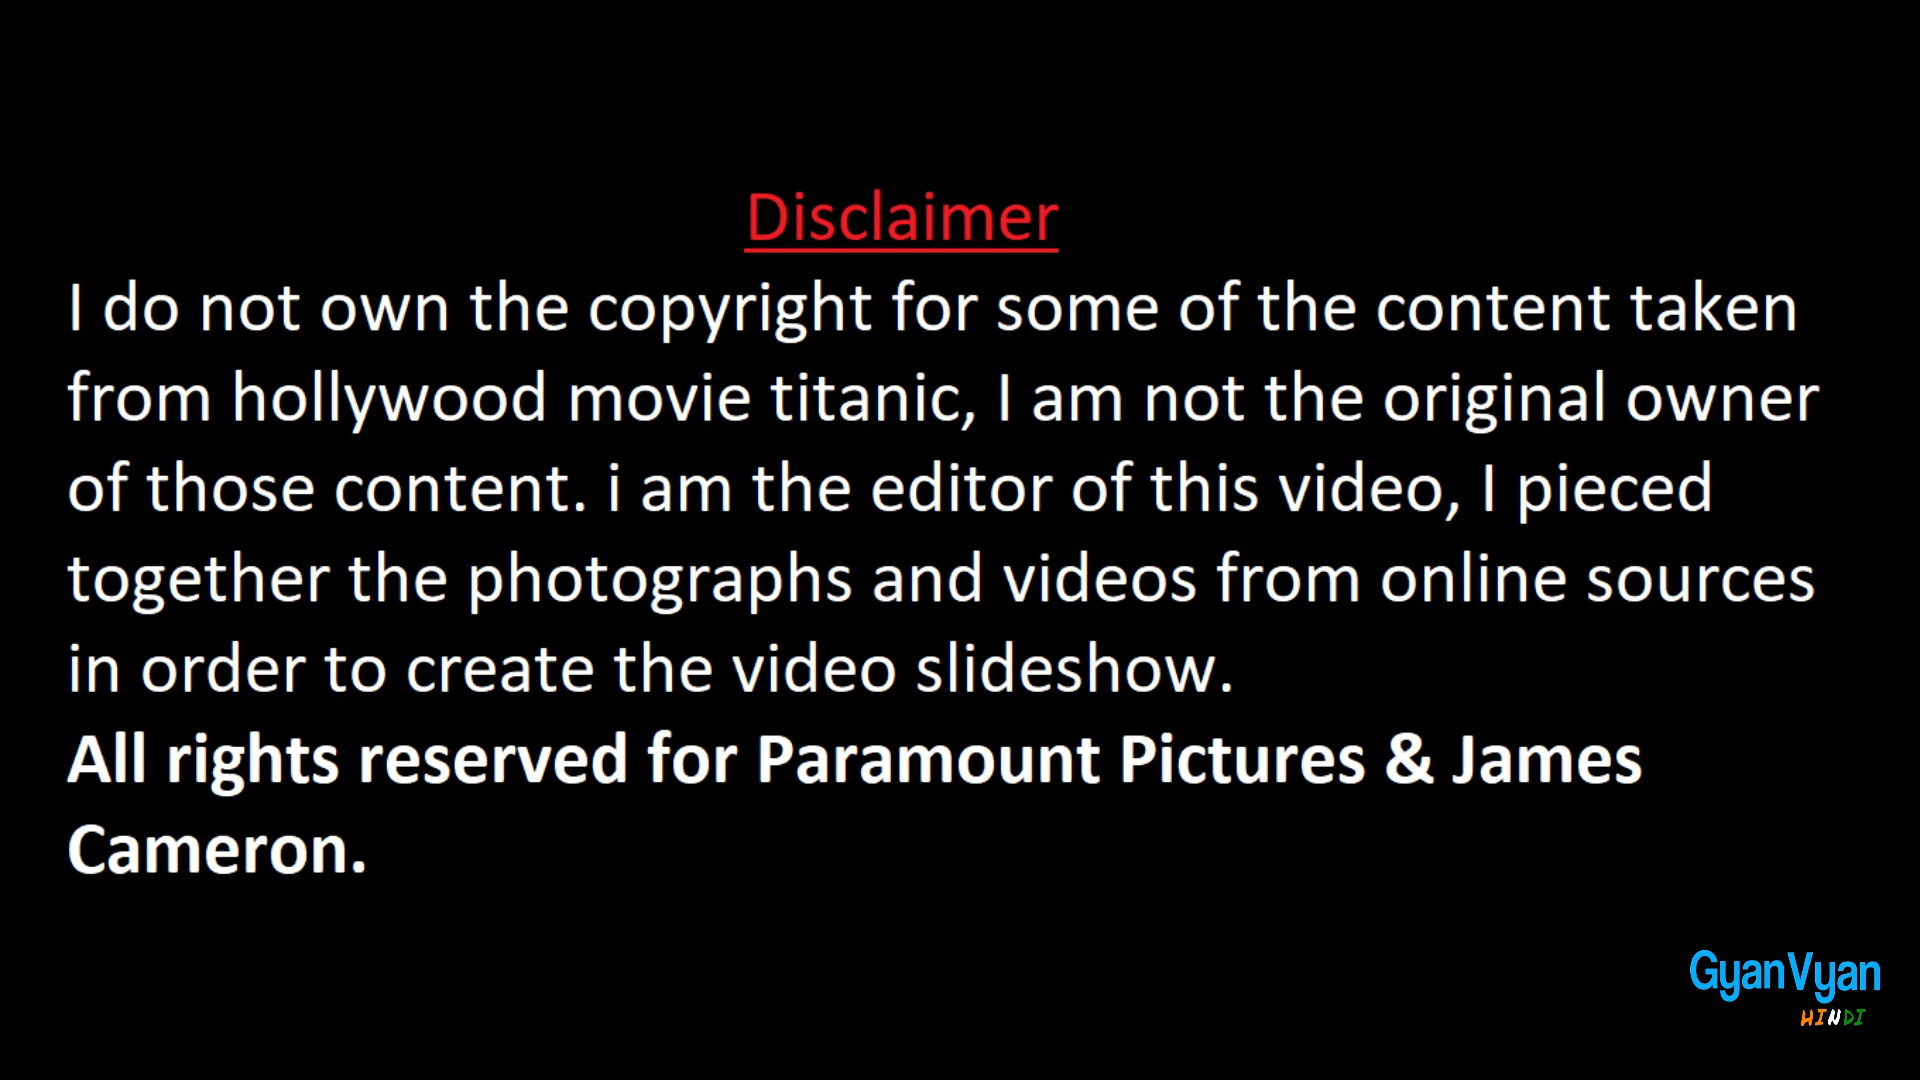 Disclaimer
I do not own the copyright for some of the content taken
from hollywood movie titanic, I am not the original owner
of those content. i am the editor of this video, I pieced
together the photographs and videos from online sources
in order to create the video slideshow.
All rights reserved for Paramount Pictures & James
Cameron.
GyanVyan
HINDI